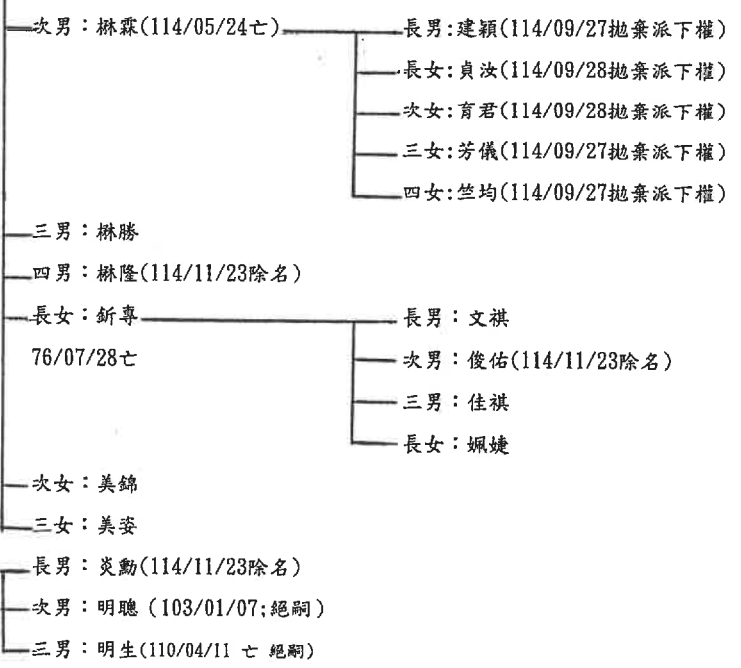 次男：楙霖(114/05/24亡)
長男:建穎(114/09/27拋棄派下權)
長女:貞汝(114/09/28拋棄派下權)
次女:育君(114/09/28拋棄派下權)
三女:芳儀(114/09/27拋棄派下權)
四女:竺均(114/09/27拋棄派下權)
三男：楙勝
四男：楙隆(114/11/23除名)
長女：釿專
76/07/28亡
長男：文祺
次男：俊佑(114/11/23除名)
三男：佳祺
長女：姵婕
次女：美錦
三女：美姿
長男：炎勳(114/11/23除名)
次男：明聰（103/01/07;絕嗣）
三男：明生(110/04/11 亡 絕嗣)